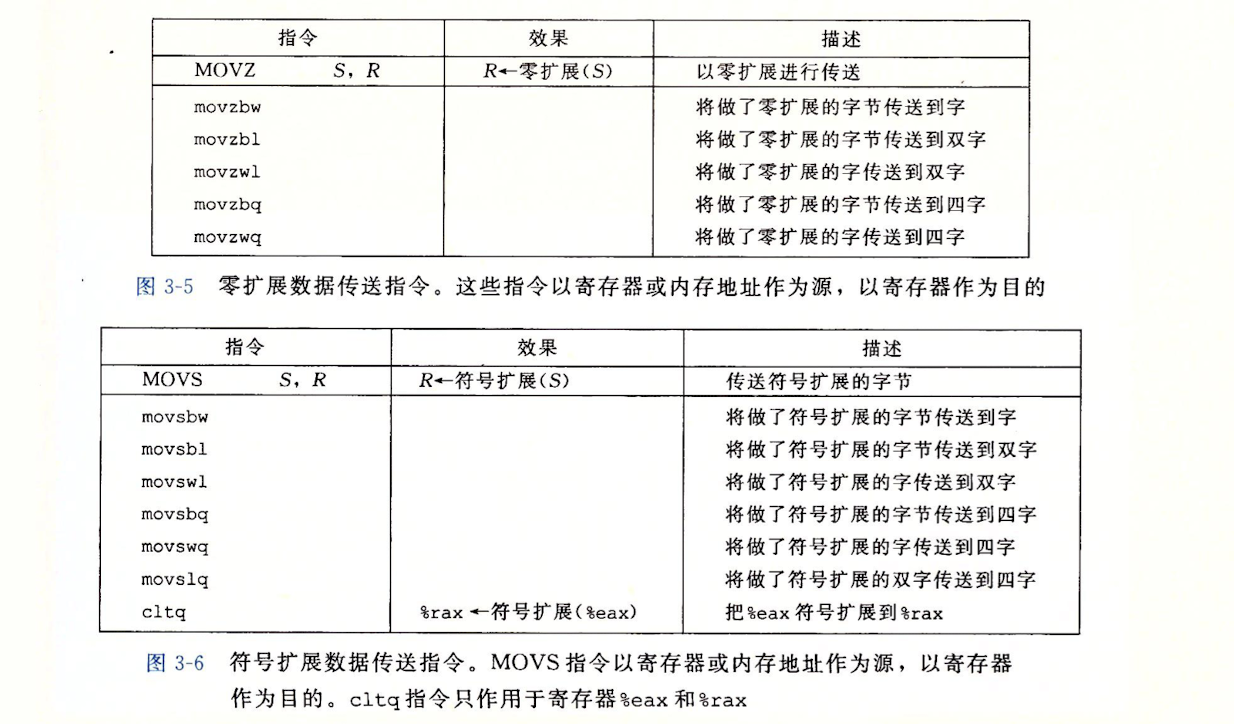 指令 效果 描述
MOVZ S, R R←零扩展(S) 以零扩展进行传送
movzbw 将做了零扩展的字节传送到字
movzbl 将做了零扩展的字节传送到双字
movzwl 将做了零扩展的字传送到双字
movzbq 将做了零扩展的字节传送到四字
movzwq 将做了零扩展的字传送到四字
图 3-5 零扩展数据传送指令。这些指令以寄存器或内存地址作为源，以寄存器作为目的
指令 效果 描述
MOVS S, R R←符号扩展(S) 传送符号扩展的字节
movsbw 将做了符号扩展的字节传送到字
movsbl 将做了符号扩展的字节传送到双字
movswl 将做了符号扩展的字传送到双字
movsbq 将做了符号扩展的字节传送到四字
movswq 将做了符号扩展的字传送到四字
movslq 将做了符号扩展的双字传送到四字
cltq %rax←符号扩展(%eax) 把%eax符号扩展到%rax
图 3-6 符号扩展数据传送指令。MOVS指令以寄存器或内存地址作为源，以寄存器
作为目的。cltq指令只作用于寄存器%eax和%rax